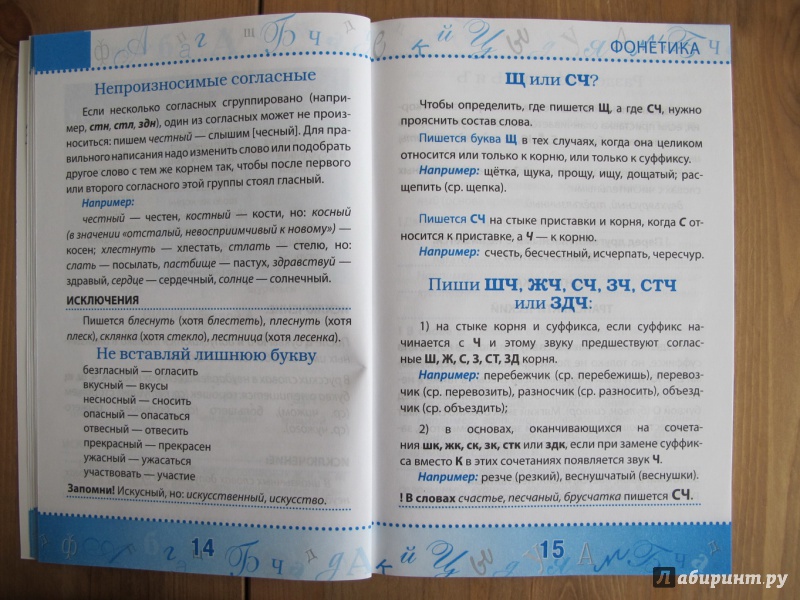 Непроизносимые согласные
Если несколько согласных сгруппировано (напри-
мер, стн, стл, здн), один из согласных может не произ-
носиться: пишем честный — слышим [чесный]. Для пра-
вильного написания надо изменить слово или подобрать
другое слово с тем же корнем так, чтобы после первого
или второго согласного этой группы стоял гласный.
Например:
честный — честен, костный — кости, но: косный
(в значении «отсталый, невосприимчивый к новому») —
косен; хлестнуть — хлестать, стлать — стелю, но:
слать — посылать, пастбище — пастух, здравствуй —
здравый, сердце — сердечный, солнце — солнечный.
ИСКЛЮЧЕНИЯ
Пишется блеснуть (хотя блестеть), плеснуть (хотя
плеск), склянка (хотя стекло), лестница (хотя лесенка).
Не вставляй лишнюю букву
безгласный — огласить
вкусный — вкусы
несносный — сносить
опасный — опасаться
отвесный — отвесить
прекрасный — прекрасен
ужасный — ужасаться
участвовать — участие
Запомни! Искусный, но: искусственный, искусство.
14
ФОНЕТИКА
Щ или СЧ?
Чтобы определить, где пишется Щ, а где СЧ, нужно
прояснить состав слова.
Пишется буква Щ в тех случаях, когда она целиком
относится или только к корню, или только к суффиксу.
Например: щётка, щука, прощу, ищу, дощатый; рас-
щепить (ср. щепка).
Пишется СЧ на стыке приставки и корня, когда С от-
носится к приставке, а Ч — к корню.
Например: счесть, бесчестный, исчерпать, чересчур.
Пиши ШЧ, ЖЧ, СЧ, ЗЧ, СТЧ
или ЗДЧ:
1) на стыке корня и суффикса, если суффикс на-
чинается с Ч и этому звуку предшествуют соглас-
ные Ш, Ж, С, З, СТ, ЗД корня.
Например: перебежчик (ср. перебежишь), перевоз-
чик (ср. перевозить), разносчик (ср. разносить), объезд-
чик (ср. объездить);
2) в основах, оканчивающихся на сочета-
ния шк, жк, ск, зк, стк или здк, если при замене суффик-
са вместо К в этих сочетаниях появляется звук Ч.
Например: резче (резкий), веснушчатый (веснушки).
! В словах счастье, песчаный, брусчатка пишется СЧ.
15
Лабиринт.ру